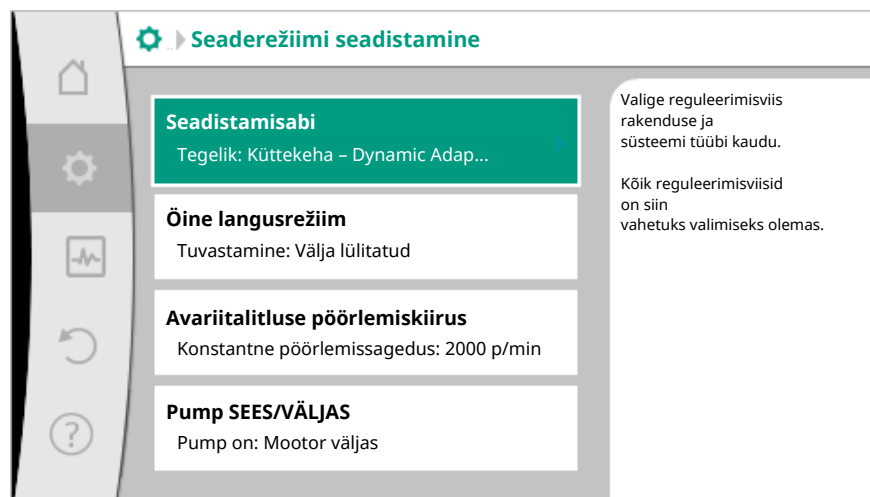 Seaderežiimi seadistamine
Seadistamisabi
Tegelik: Küttekeha – Dynamic Adap...
Öine langusrežiim
Tuvastamine: Välja lülitatud
Avariitalitluse pöörlemiskiirus
Konstantne pöörlemissagedus: 2000 p/min
Pump SEES/VÄLJAS
Pump on: Mootor väljas
Valige reguleerimisviis
rakenduse ja
süsteemi tüübi kaudu.
Kõik reguleerimisviisid
on siin
vahetuks valimiseks olemas.